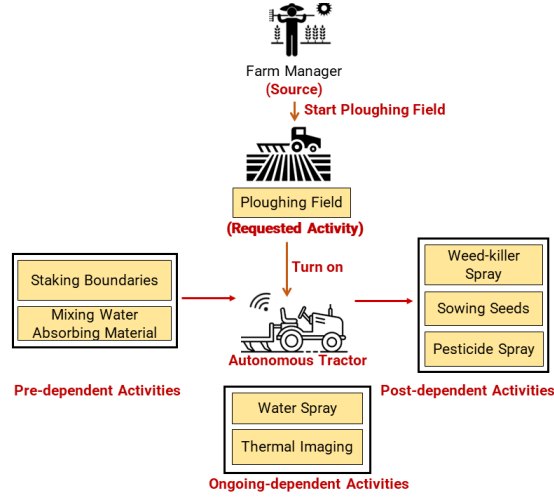 Farm Manager
(Source)
Start Ploughing Field
Ploughing Field
(Requested Activity)
Turn on
Staking Boundaries
Mixing Water
Absorbing Material
Pre-dependent Activities
Autonomous Tractor
Weed-killer
Spray
Sowing Seeds
Pesticide Spray
Post-dependent Activities
Water Spray
Thermal Imaging
Ongoing-dependent Activities